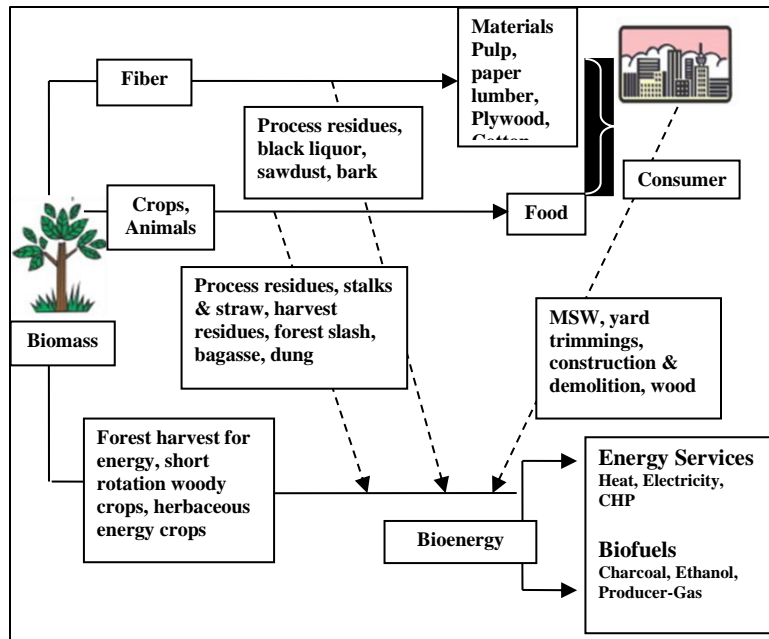 Materials
Pulp,
paper
lumber,
Plywood,
Fiber
Process residues,
black liquor,
sawdust, bark
Consumer
Crops,
Animals
Food
Process residues, stalks
& straw, harvest
residues, forest slash,
bagasse, dung
MSW, yard
trimmings,
construction &
demolition, wood
Biomass
Forest harvest for
energy, short
rotation woody
crops, herbaceous
energy crops
Bioenergy
Energy Services
Heat, Electricity,
CHP
Biofuels
Charcoal, Ethanol,
Producer-Gas